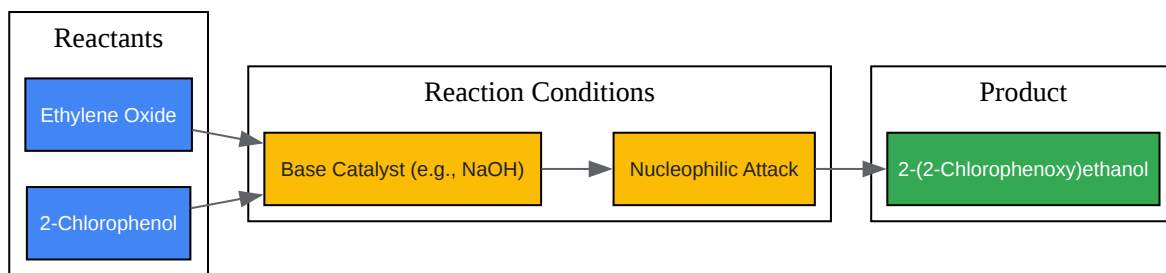 Reactants
Ethylene Oxide
2-Chlorophenol
Reaction Conditions
Base Catalyst (e.g., NaOH)
Nucleophilic Attack
Product
2-(2-Chlorophenoxy)ethanol